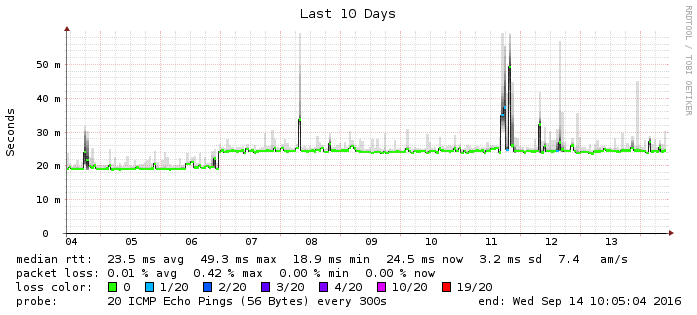 Last 10 Days
RRDTOOL / TOBI OETIKER
Seconds
50 m
40 m
30 m
20 m
10 m
0
04 05 06 07 08 09 10 11 12 13
median rtt: 23.5 ms avg 49.3 ms max 18.9 ms min 24.5 ms now 3.2 ms sd 7.4 am/s
packet loss: 0.01 % avg 0.42 % max 0.00 % min 0.00 % now
loss color: 0 1/20 2/20 3/20 4/20 10/20 19/20
probe: 20 ICMP Echo Pings (56 Bytes) every 300s end: Wed Sep 14 10:05:04 2016